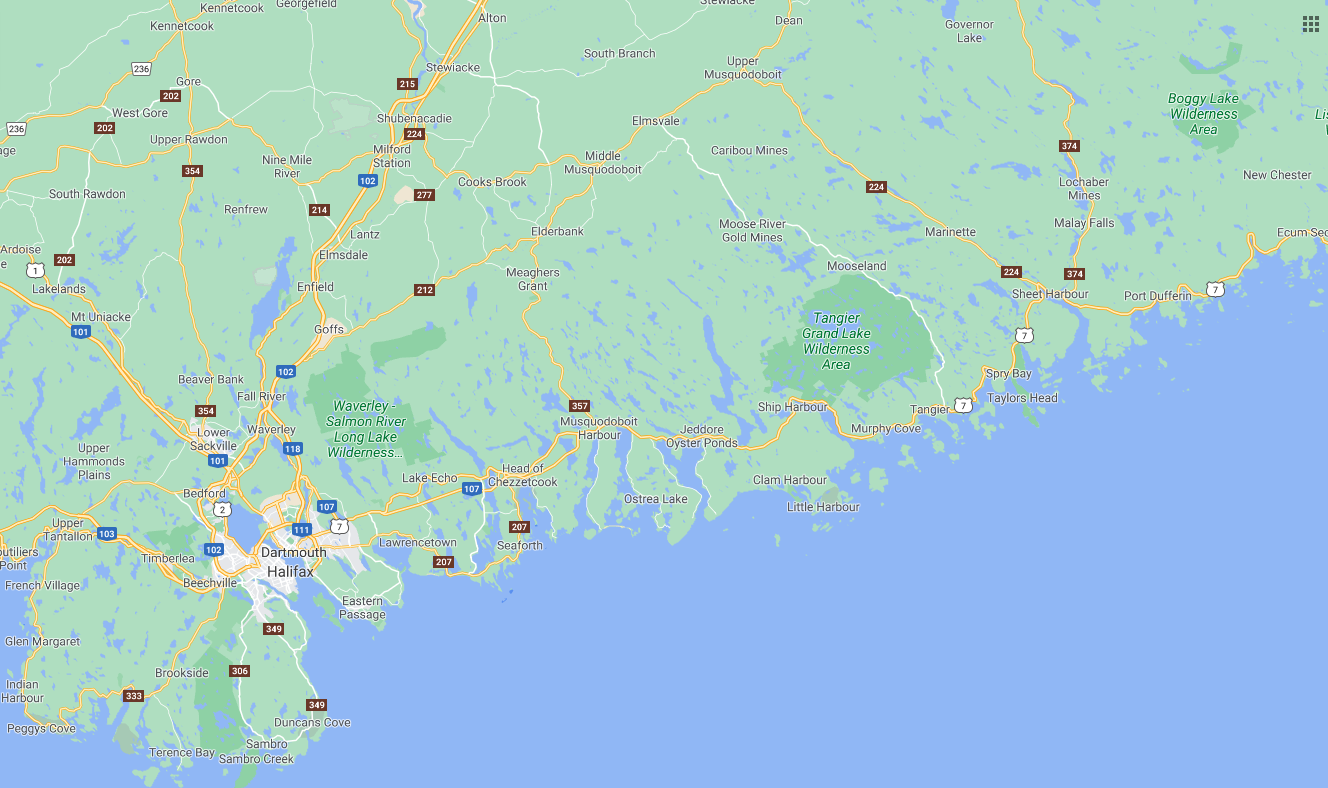 Stewiacke
Georgefield
Kennetcook
Alton
Dean
Kennetcook
Governor
Lake
South Branch
Stewiacke
Upper
Musquodoboit
236
Gore
215
202
Boggy Lake
Wilderness
Area
West Gore
Shubenacadie
Elmsvale
236
202
224
Upper Rawdon
Milford
Station
374
Caribou Mines
Nine Mile
River
Middle
Musquodoboit
354
102
Cooks Brook
New Chester
South Rawdon
277
224
Lochaber
Mines
Renfrew
214
Moose River
Gold Mines
Malay Falls
Lantz
Elderbank
Marinette
Ardoise
202
Elmsdale
1
Meaghers
Grant
Mooseland
224
374
Lakelands
Enfield
212
Sheet Harbour
Port Dufferin
7
Mt Uniacke
101
Goffs
Tangier
Grand Lake
Wilderness
Area
7
102
Beaver Bank
Spry Bay
Fall River
Taylors Head
354
Waverley -
Salmon River
Long Lake
Wilderness...
357
Ship Harbour
Tangier
7
Musquodoboit
Harbour
Lower
Sackville
Waverley
Jeddore
Oyster Ponds
Murphy Cove
118
Upper
Hammonds
Plains
101
Head of
Chezzetcook
Lake Echo
Clam Harbour
107
Bedford
Ostrea Lake
Little Harbour
2
107
Upper
Tantallon
103
111
7
207
Lawrencetown
Seaforth
102
Dartmouth
Timberlea
207
Halifax
Point
French Village
Beechville
Eastern
Passage
349
Glen Margaret
306
Brookside
Indian
Harbour
333
349
Peggys Cove
Duncans Cove
Terence Bay
Sambro
Sambro Creek